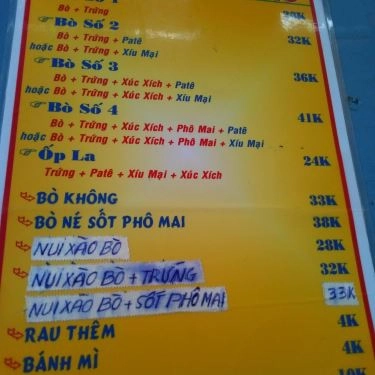 Bò + Trứng
Bò Số 2 32K
Bò + Trứng + Patê
hoặc Bò + Trứng + Xíu Mại
Bò Số 3 36K
Bò + Trứng + Xúc Xích + Patê
hoặc Bò + Trứng + Xúc Xích + Xíu Mại
Bò Số 4 41K
Bò + Trứng + Xúc Xích + Phô Mai + Patê
hoặc Bò + Trứng + Xúc Xích + Phô Mai + Xíu Mại
Ốp La 24K
Trứng + Patê + Xíu Mại + Xúc Xích
BÒ KHÔNG 33K
BÒ NÉ SỐT PHÔ MAI 38K
NUI XÀO BÒ 28K
NUI XÀO BÒ + TRỨNG 32K
NUI XÀO BÒ + SỐT PHÔ MAI 33K
RAU THÊM 4K
BÁNH MÌ 4K
10K